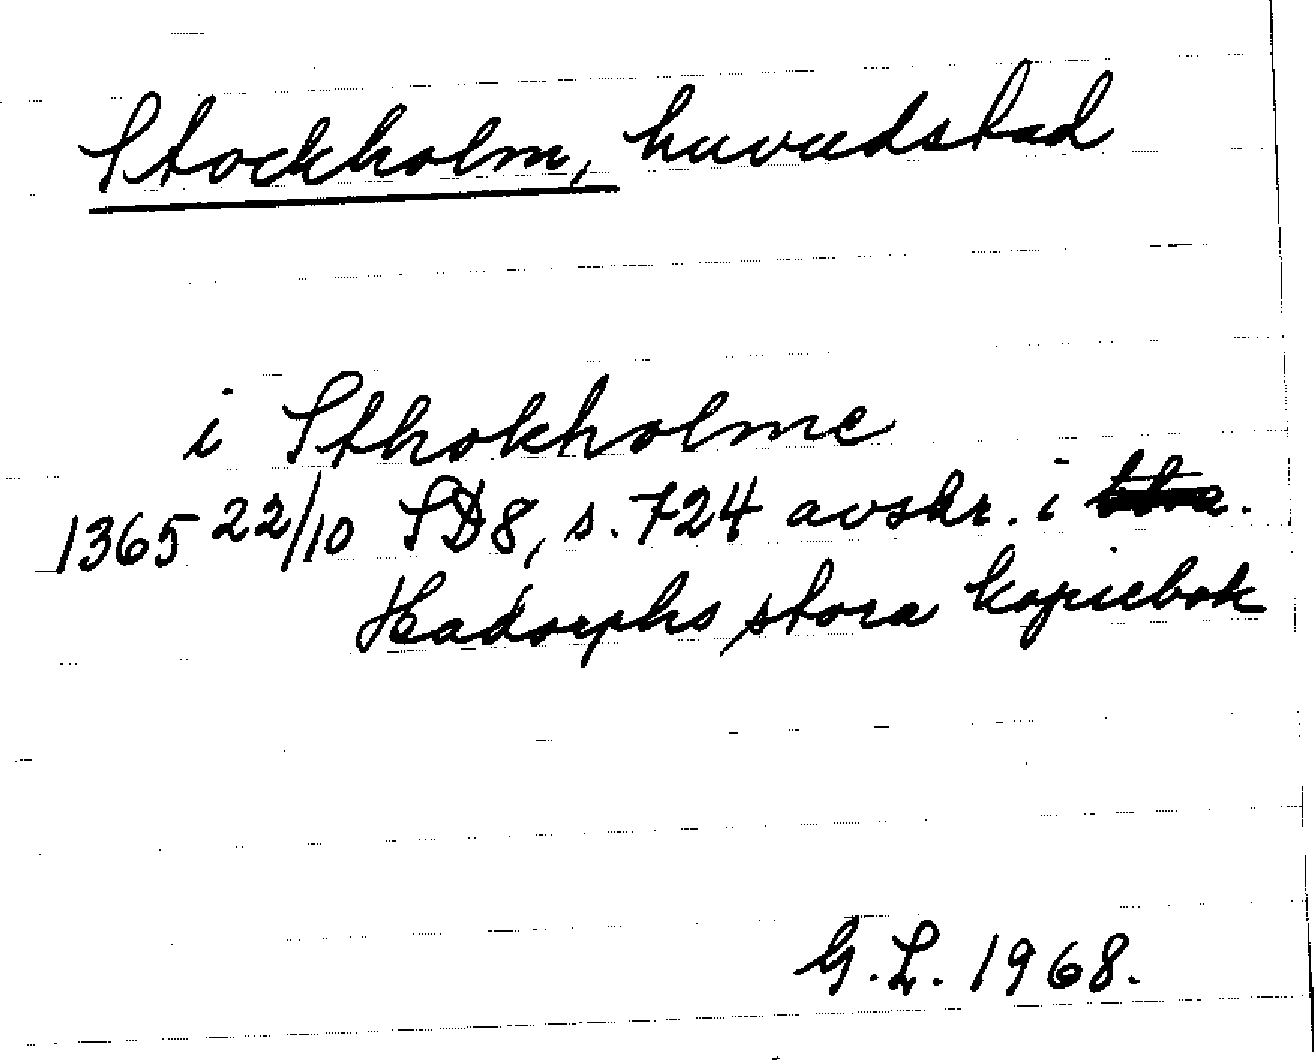 Stockholm, huvudstad
i Sthokholme
1365 22/10 SD8, s. 724 avskr. i
Hadorphs stora kopiebok
G.L. 1968.